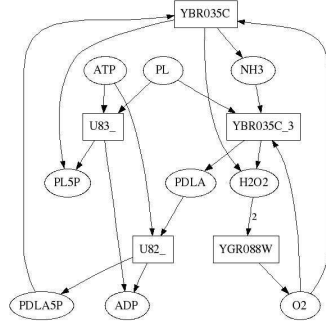 YBR035C
ATP
PL
NH3
U83_
YBR035C_3
PL5P
PDLA
H2O2
2
U82_
YGR088W
PDLA5P
ADP
O2